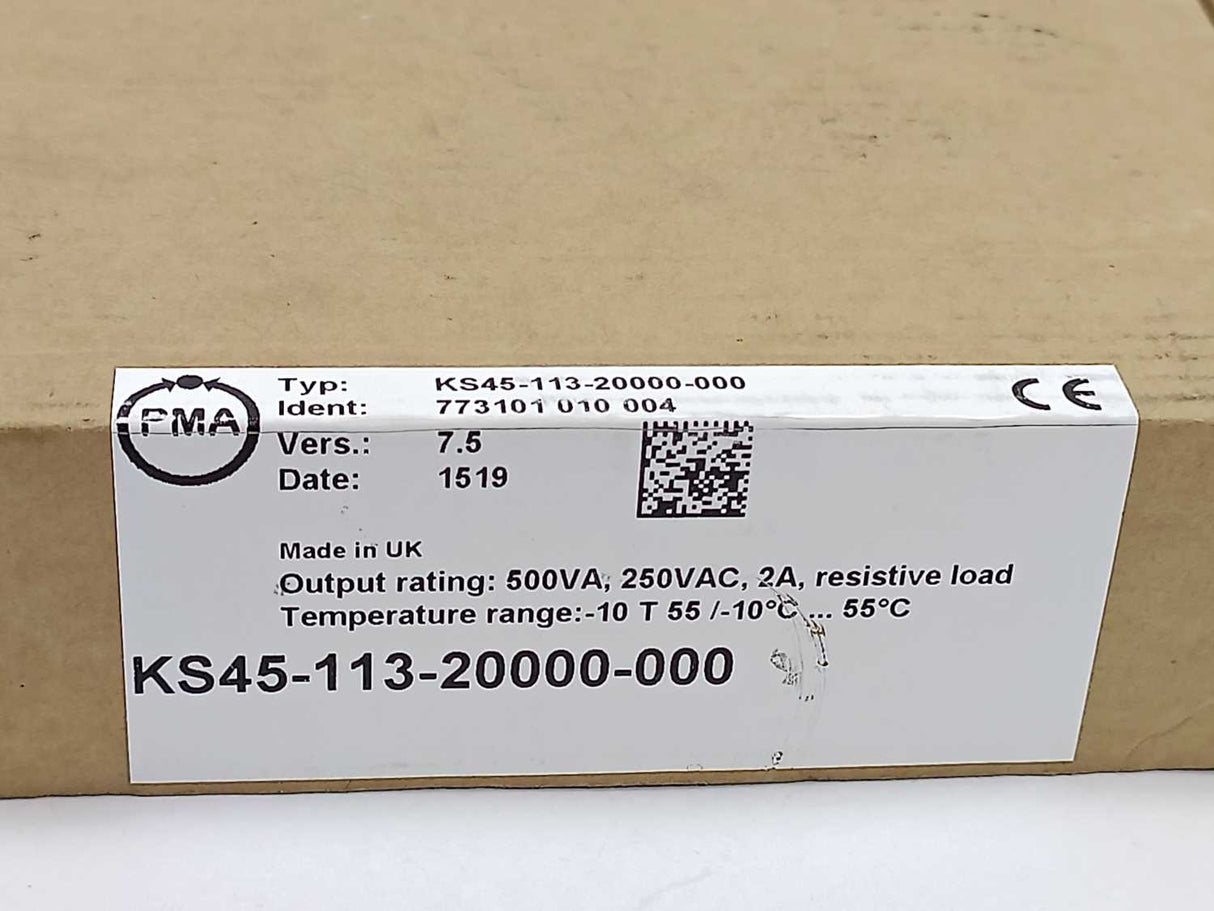 PMA
Typ: KS45-113-20000-000
Ident: 773101 010 004
CE
Vers.: 7.5
Date: 1519
Made in UK
Output rating: 500VA, 250VAC, 2A, resistive load
Temperature range:-10 T 55 /-10°C ... 55°C
KS45-113-20000-000